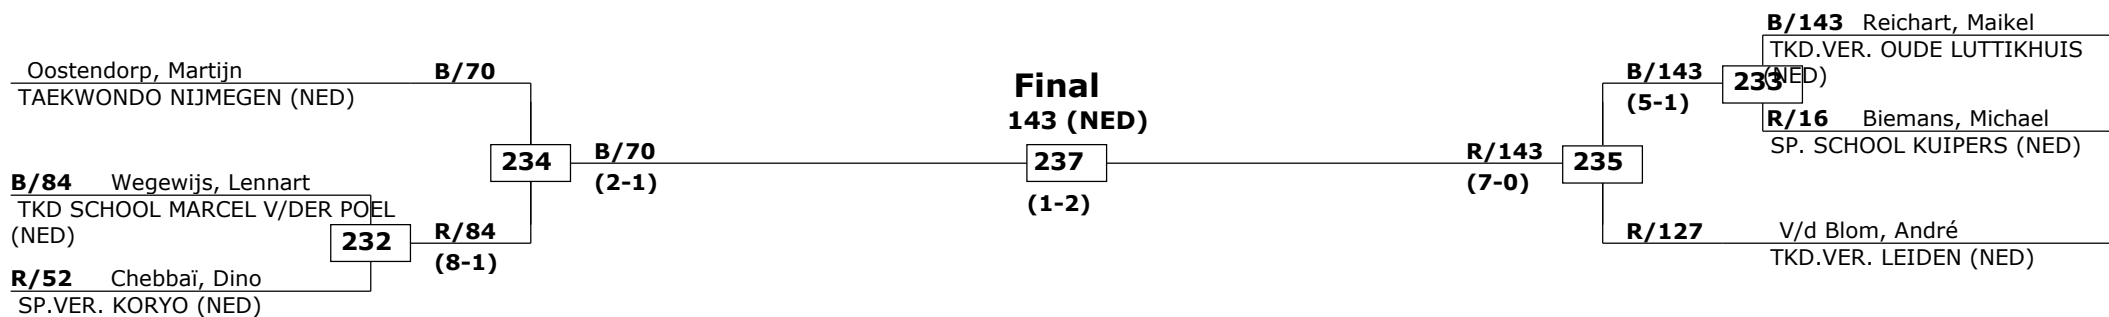 Oostendorp, Martijn
TAEKWONDO NIJMEGEN (NED)
B/70
B/84 Wegewijs, Lennart
TKD SCHOOL MARCEL V/DER POEL
(NED)
232
R/84
(8-1)
R/52 Chebbaï, Dino
SP.VER. KORYO (NED)
234
B/70
(2-1)
Final
143 (NED)
237
(1-2)
R/143
(7-0)
235
B/143
(5-1)
233
B/143 Reichart, Maikel
TKD.VER. OUDE LUTTIKHUIS
(NED)
R/16 Biemans, Michael
SP. SCHOOL KUIPERS (NED)
R/127 V/d Blom, André
TKD.VER. LEIDEN (NED)